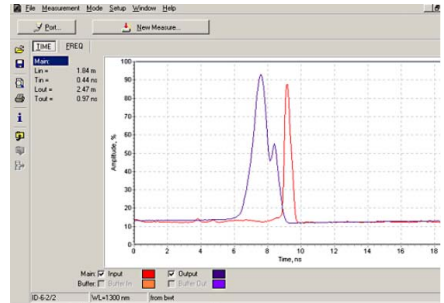 File Measurement Mode Setup Window Help
Port... New Measure...
TIME FREQ
Main:
Lin = 1.84 m
Tin = 0.44 ns
Lout = 2.47 m
Tout = 0.97 ns
Amplitude, %
100
90
80
70
60
50
40
30
20
10
0
0 2 4 6 8 10 12 14 16 18
Time, ns
Main: Input Output
Buffer: Buffer In Buffer Out
ID-6-2/2 WL=1300 nm from bwt